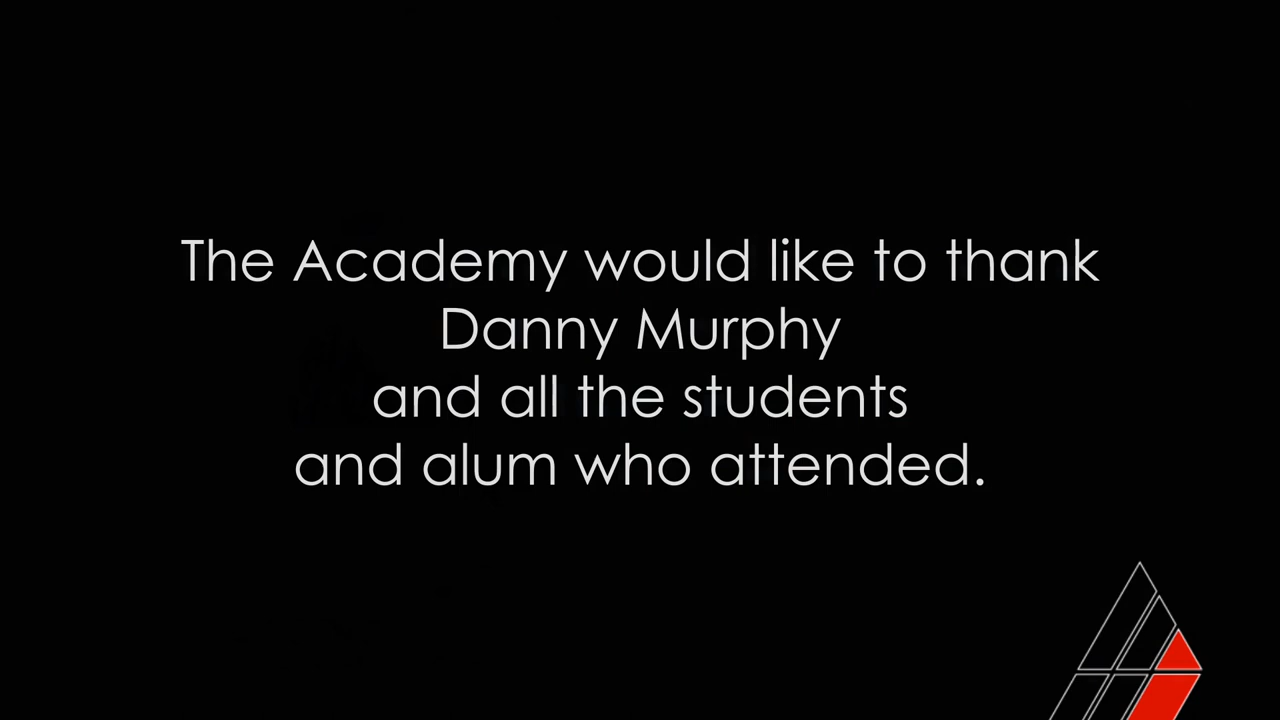 The Academy would like to thank
Danny Murphy
and all the students
and alum who attended.